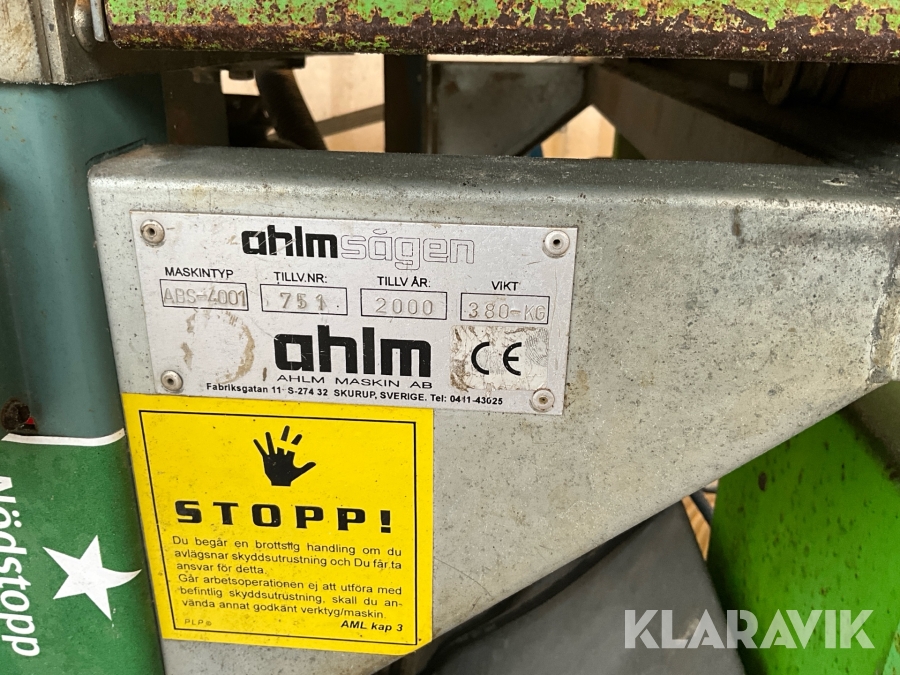 ahlmsågen
MASKINTYP TILLV.NR: TILLV ÅR: VIKT
ABS-4001 751 2000 380-KG
ahlm CE
AHLM MASKIN AB
Fabriksgatan 11 S-274 32 SKURUP, SVERIGE. Tel: 0411-43025
STOPP!
Du begår en brottslig handling om du
avlägsnar skyddsutrustning och Du får ta
ansvar för detta.
Går arbetsoperationen ej att utföra med
befintlig skyddsutrustning, skall du an-
vända annat godkänt verktyg/maskin.
PLP® AML kap 3
Nödstopp
KLARAVIK